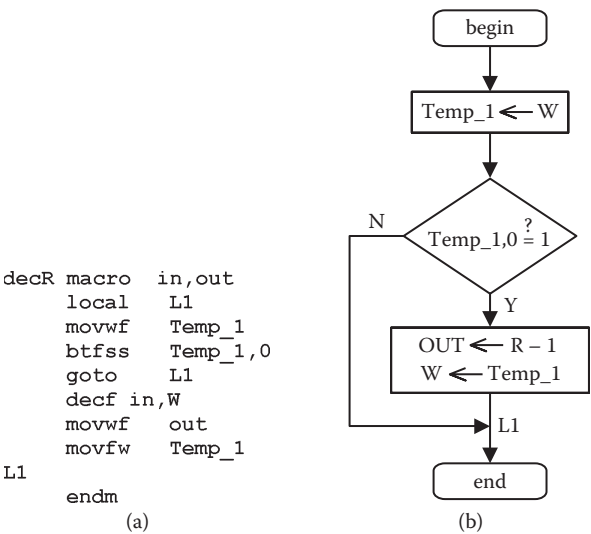 decR macro in,out
local L1
movwf Temp_1
btfss Temp_1,0
goto L1
decf in,W
movwf out
movfw Temp_1
L1
endm
(a)
begin
Temp_1 ← W
N
Temp_1,0 ≟ 1
Y
OUT ← R – 1
W ← Temp_1
L1
end
(b)